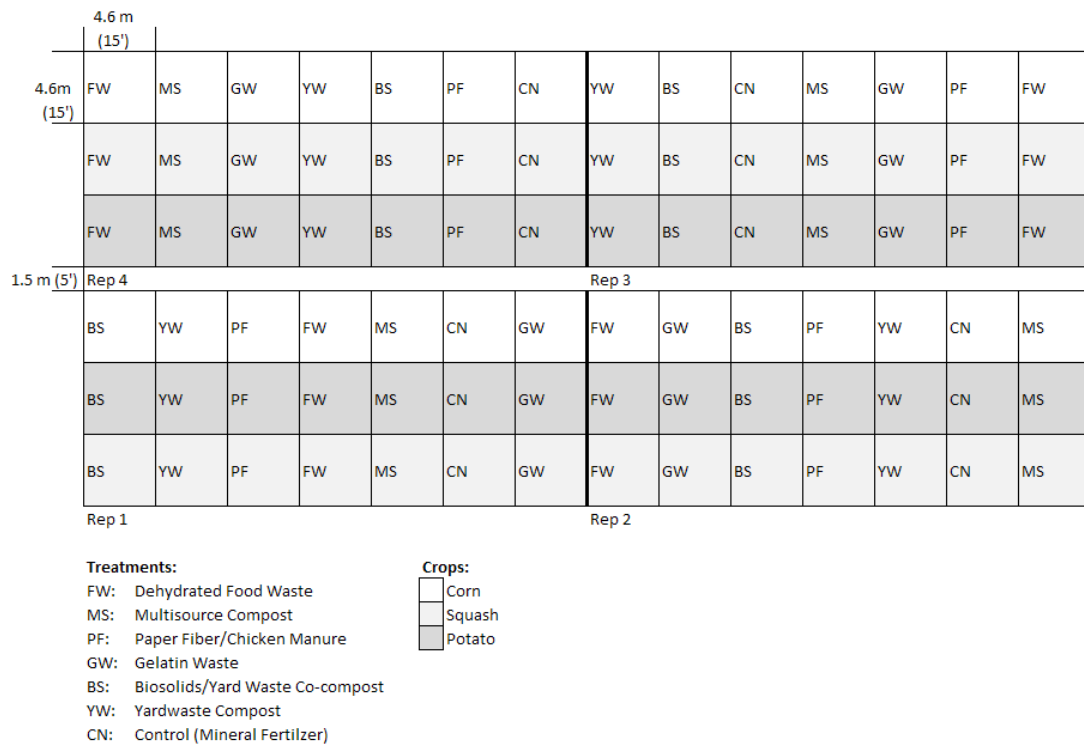 4.6 m
(15')
4.6m
(15')
FW MS GW YW BS PF CN YW BS CN MS GW PF FW
FW MS GW YW BS PF CN YW BS CN MS GW PF FW
FW MS GW YW BS PF CN YW BS CN MS GW PF FW
1.5 m (5') Rep 4 Rep 3
BS YW PF FW MS CN GW FW GW BS PF YW CN MS
BS YW PF FW MS CN GW FW GW BS PF YW CN MS
BS YW PF FW MS CN GW FW GW BS PF YW CN MS
Rep 1 Rep 2
Treatments:
FW: Dehydrated Food Waste
MS: Multisource Compost
PF: Paper Fiber/Chicken Manure
GW: Gelatin Waste
BS: Biosolids/Yard Waste Co-compost
YW: Yardwaste Compost
CN: Control (Mineral Fertilzer)
Crops:
Corn
Squash
Potato